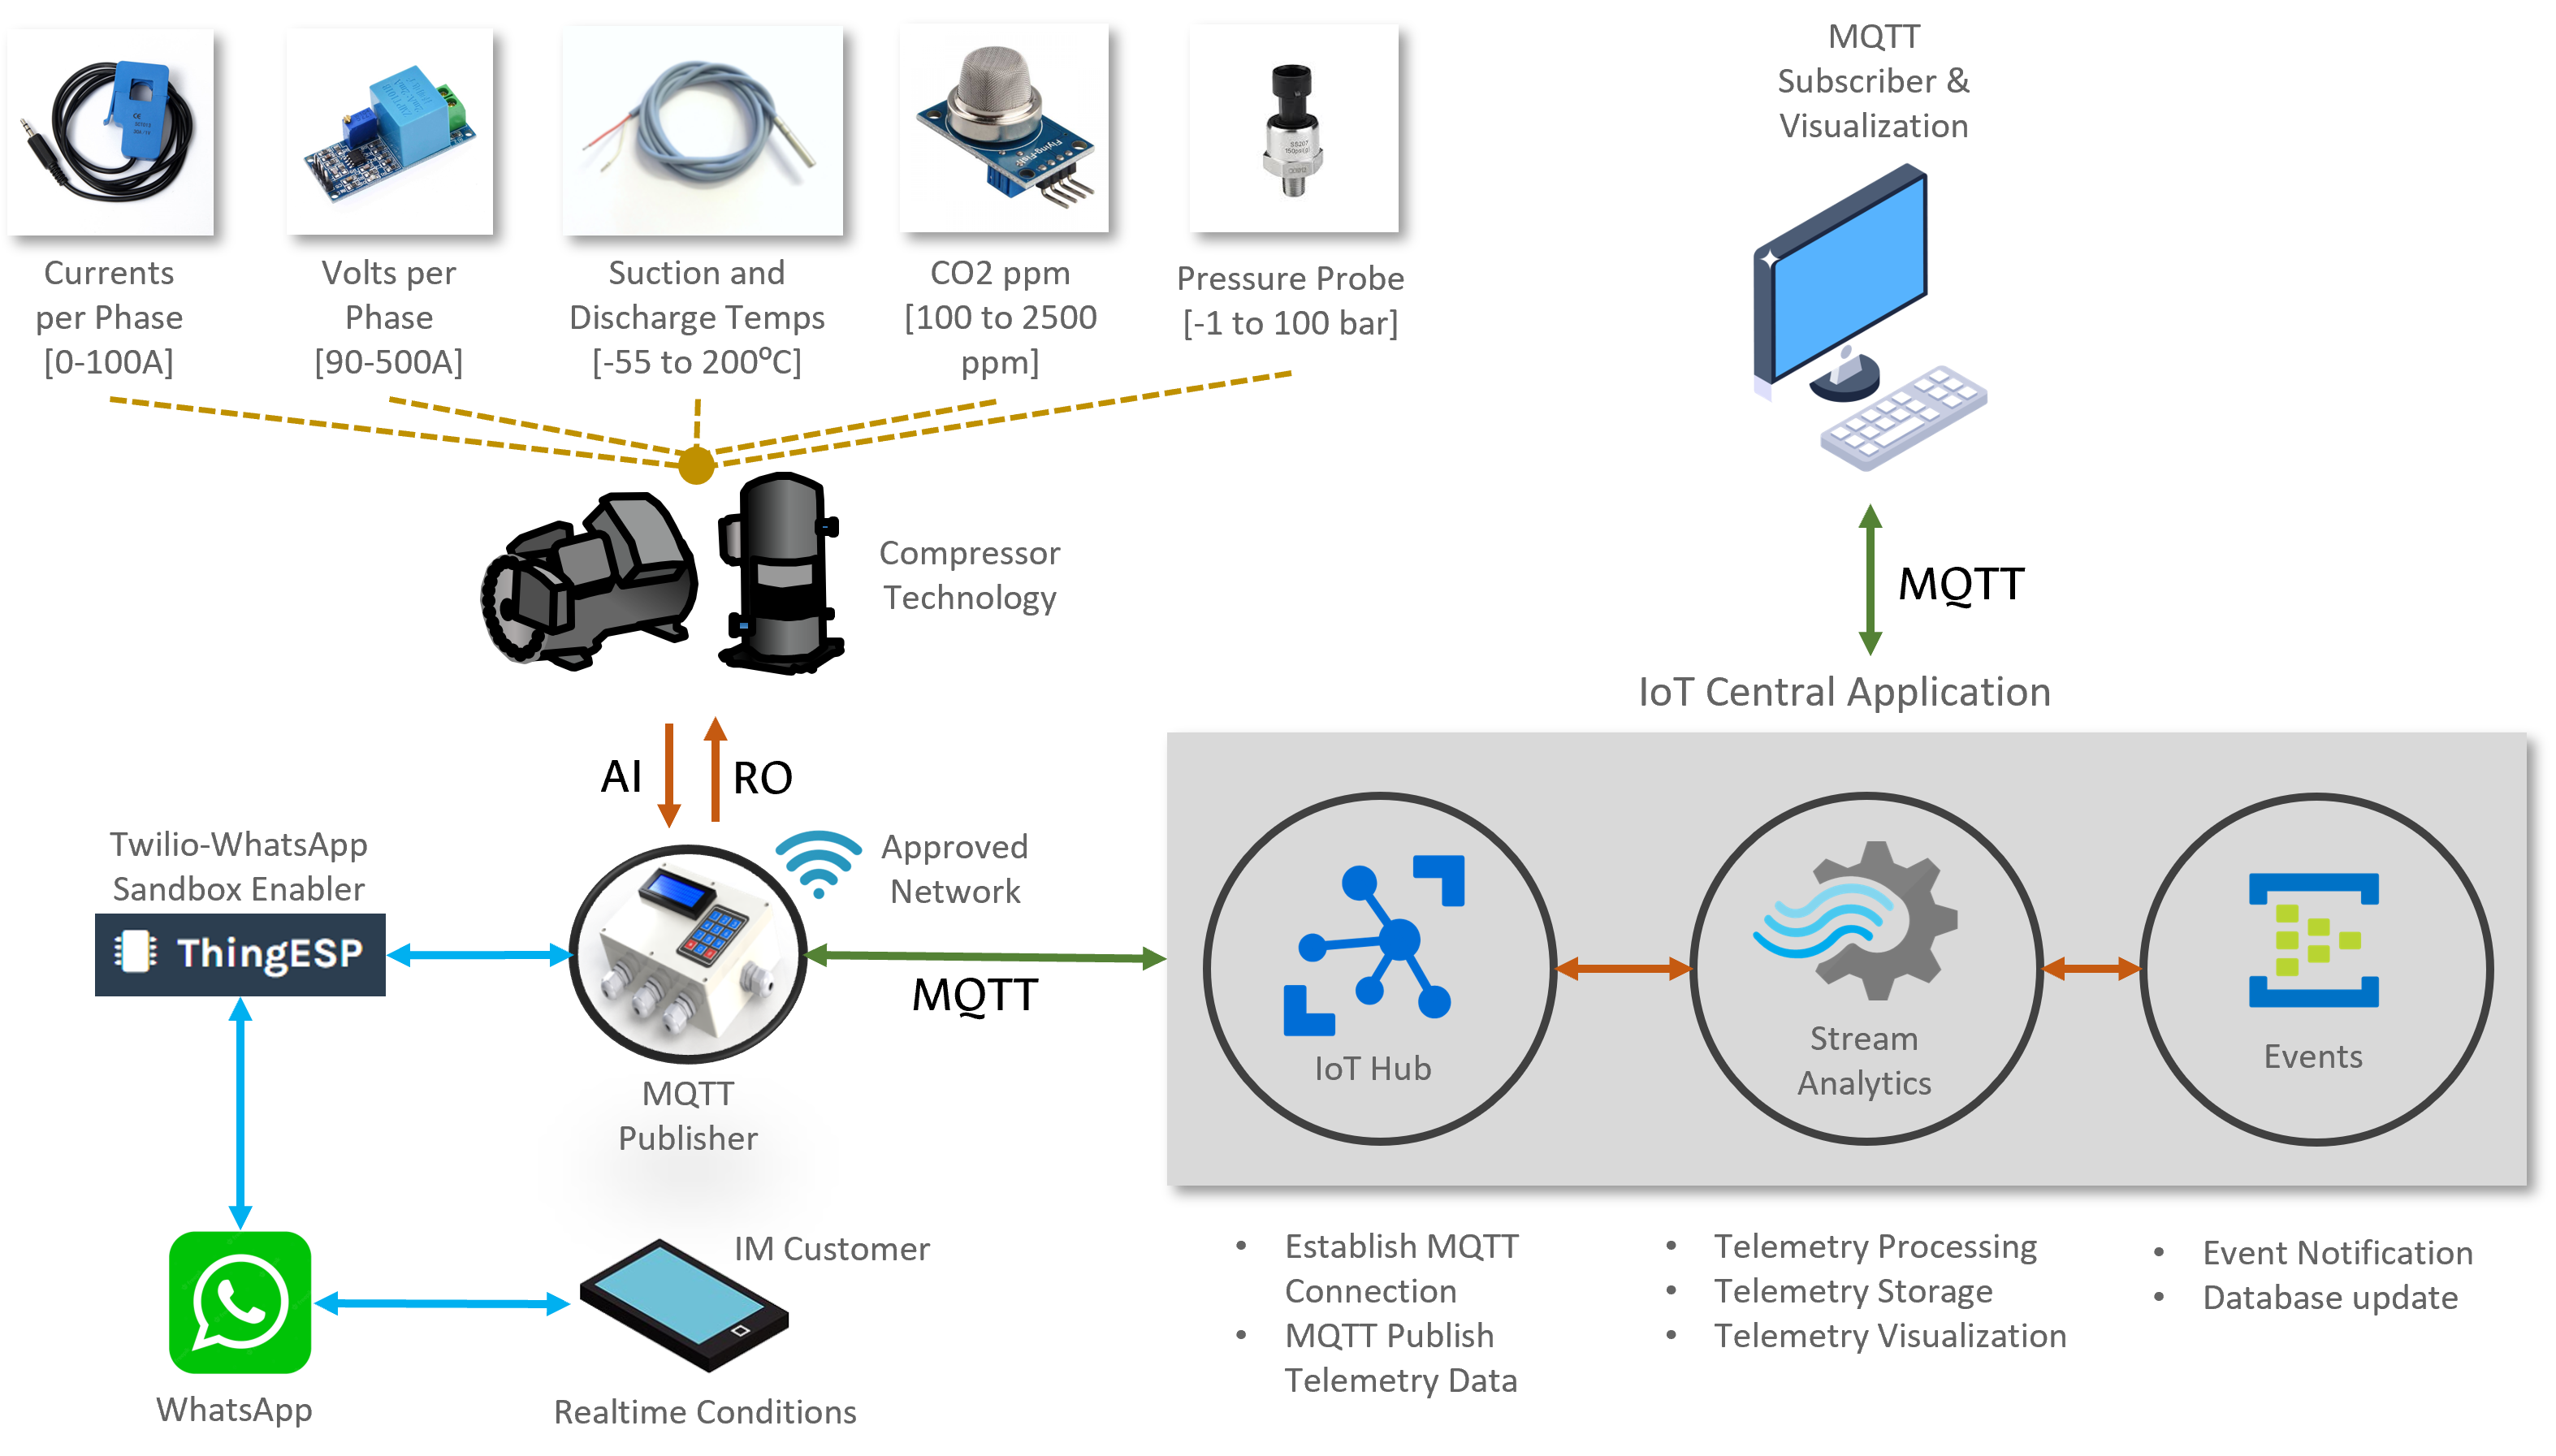 Currents
per Phase
[0-100A]
Volts per
Phase
[90-500A]
Suction and
Discharge Temps
[-55 to 200ºC]
CO2 ppm
[100 to 2500
ppm]
Pressure Probe
[-1 to 100 bar]
MQTT
Subscriber &
Visualization
Compressor
Technology
MQTT
IoT Central Application
AI
RO
Twilio-WhatsApp
Sandbox Enabler
ThingESP
Approved
Network
MQTT
MQTT
Publisher
IoT Hub
Stream
Analytics
Events
WhatsApp
IM Customer
Realtime Conditions
• Establish MQTT
Connection
• MQTT Publish
Telemetry Data
• Telemetry Processing
• Telemetry Storage
• Telemetry Visualization
• Event Notification
• Database update